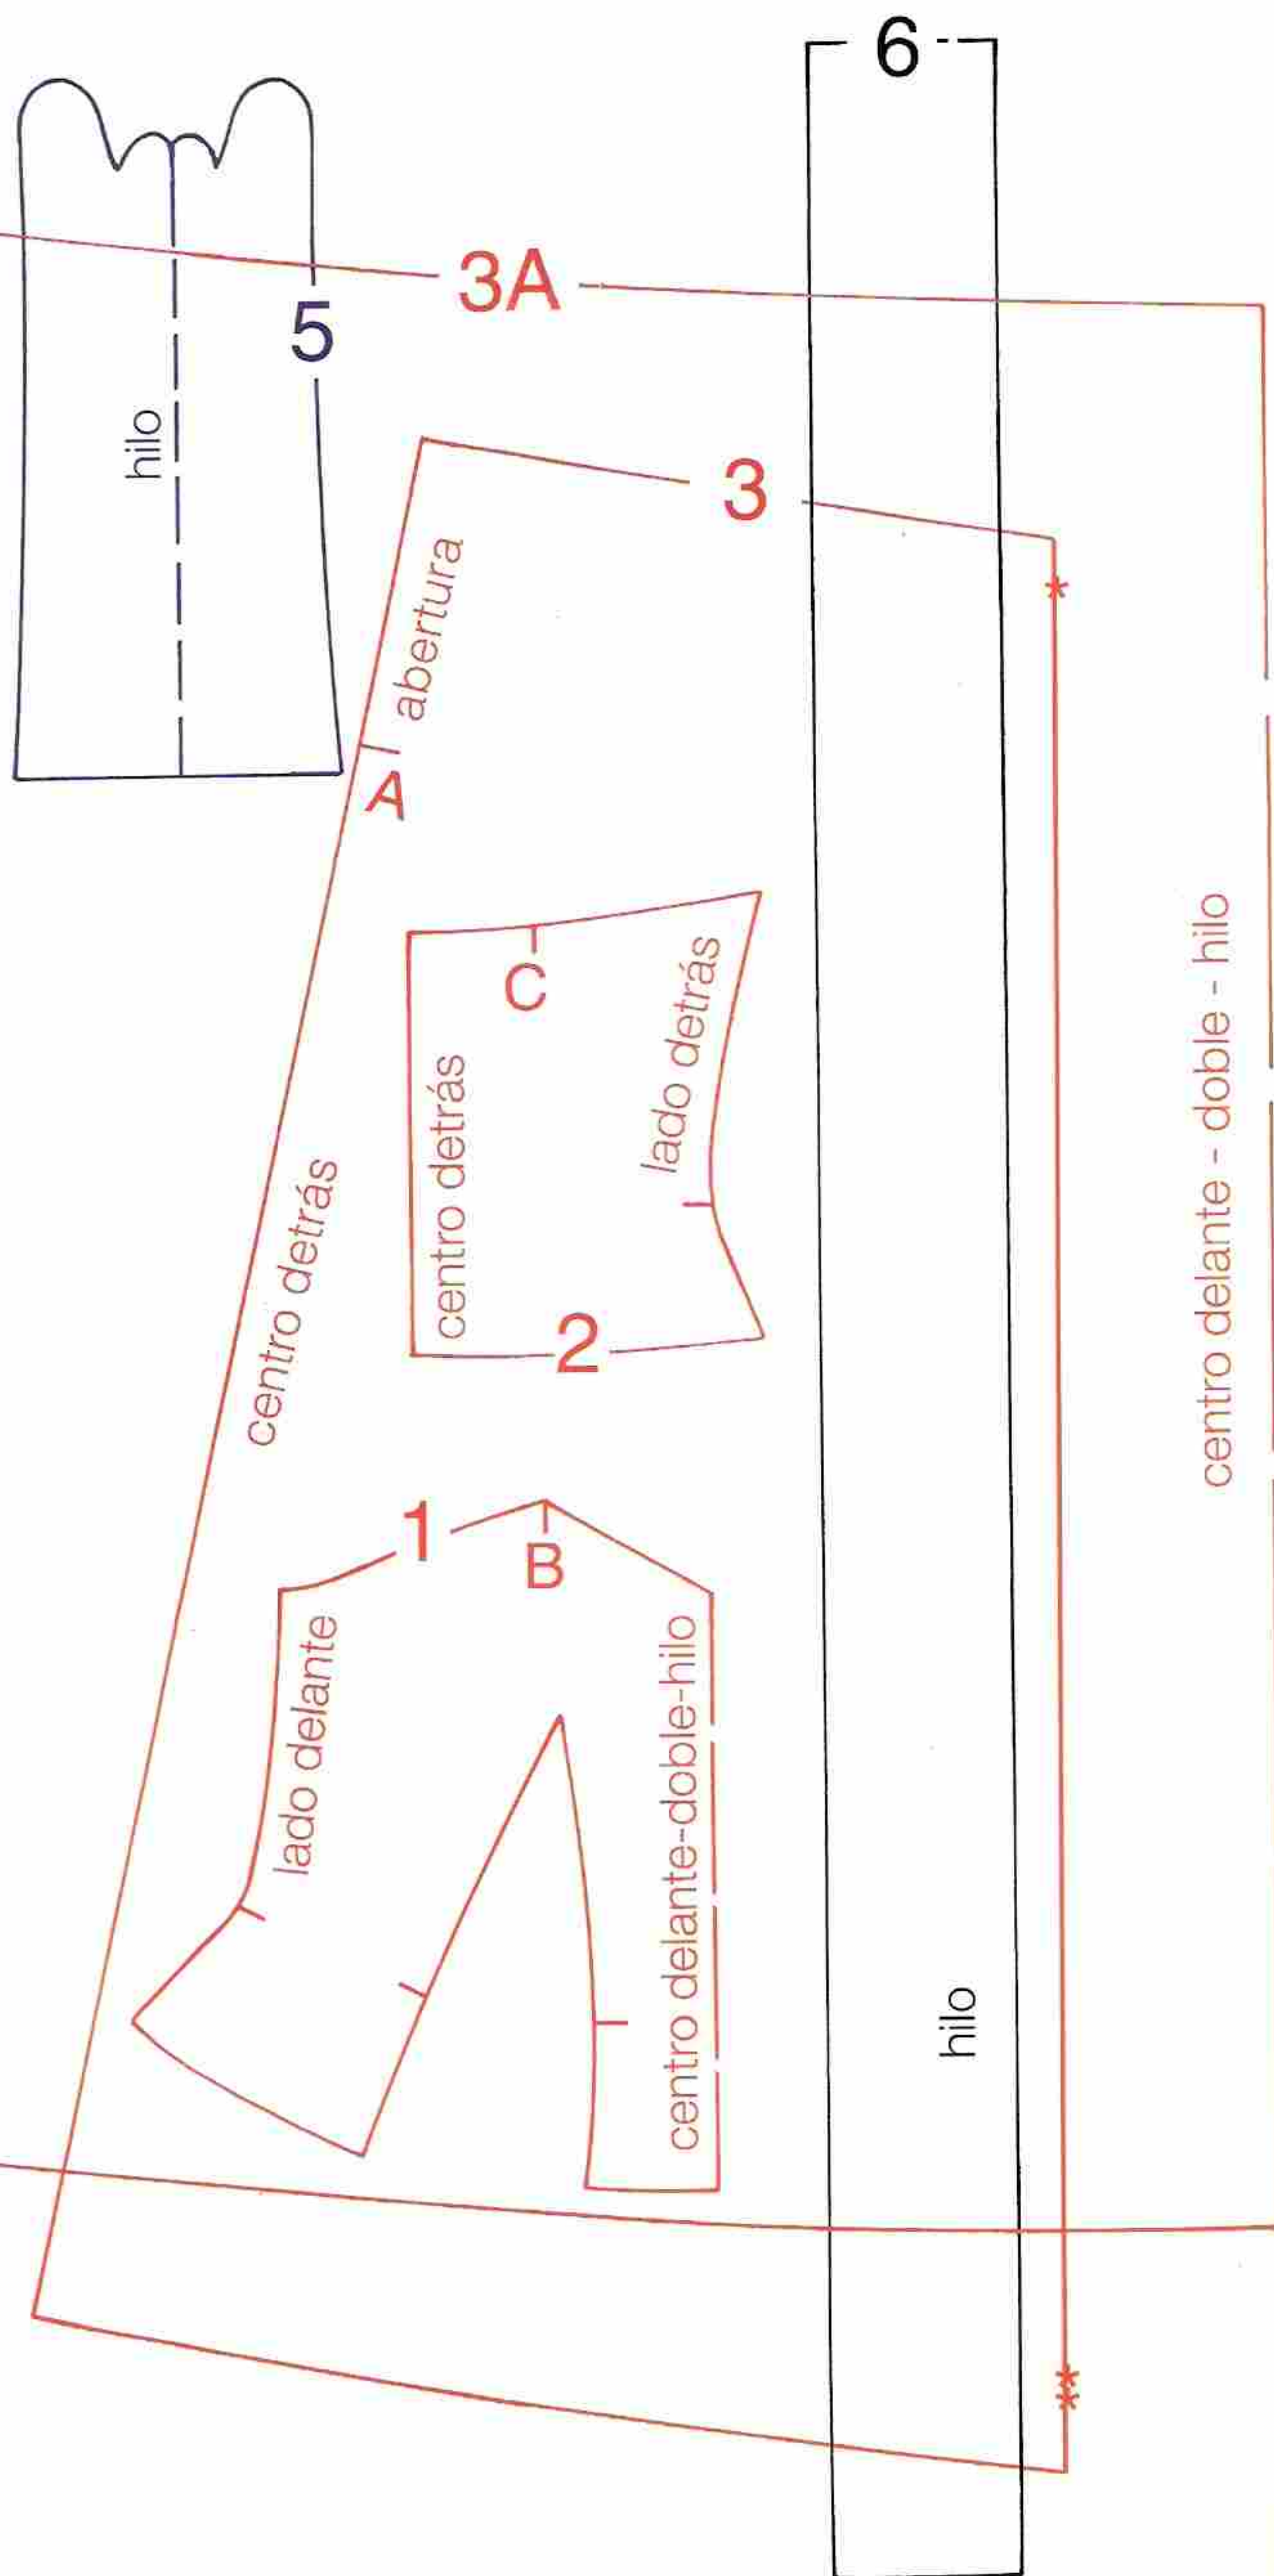 6
3A
5
hilo
3
*
abertura
A
C
lado detrás
centro detrás
centro delante - doble - hilo
centro detrás
2
1
B
lado delante
centro delante-doble-hilo
hilo
**